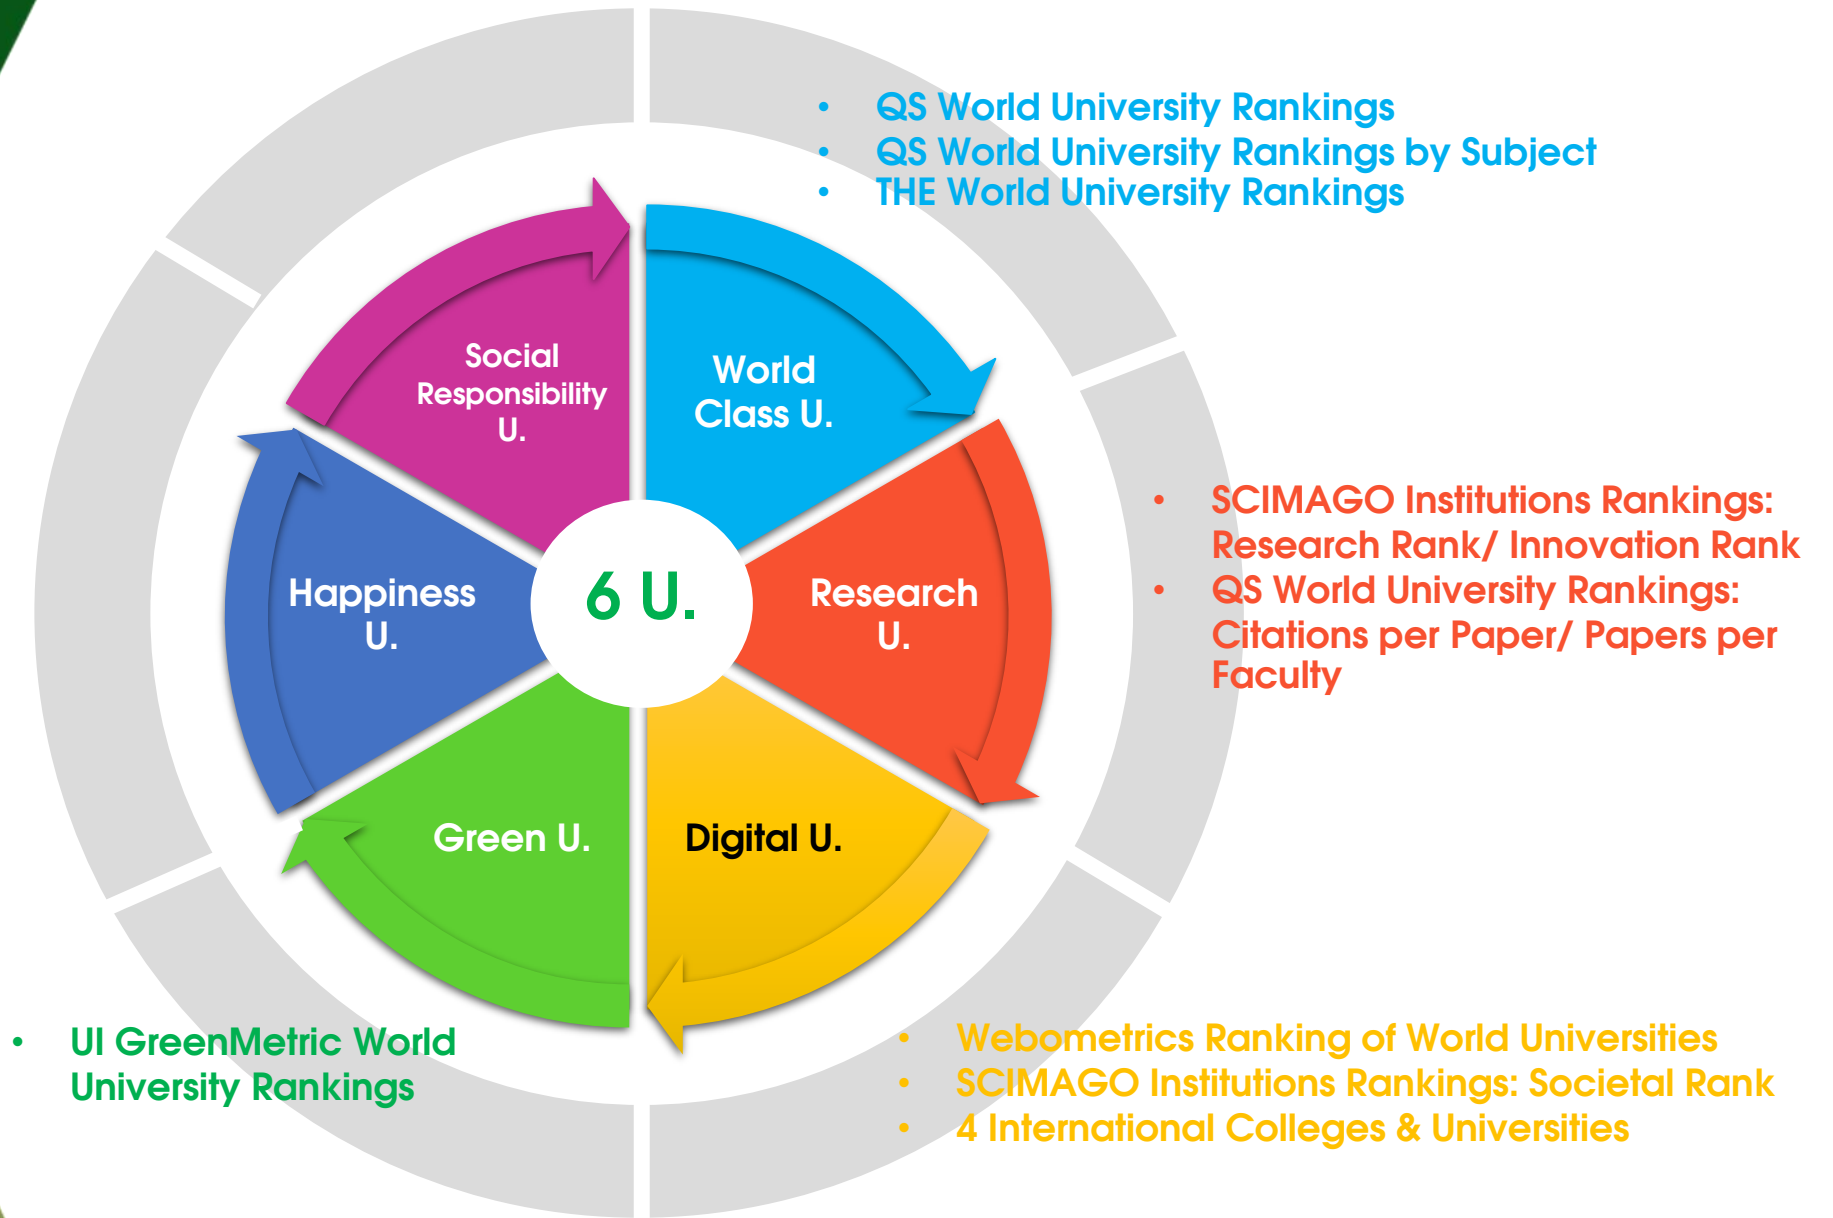 • QS World University Rankings
• QS World University Rankings by Subject
• THE World University Rankings
Social
Responsibility
U.
World
Class U.
• SCIMAGO Institutions Rankings:
Research Rank/ Innovation Rank
• QS World University Rankings:
Citations per Paper/ Papers per
Faculty
Happiness
U.
6 U.
Research
U.
Green U.
Digital U.
• UI GreenMetric World
University Rankings
• Webometrics Ranking of World Universities
• SCIMAGO Institutions Rankings: Societal Rank
• 4 International Colleges & Universities